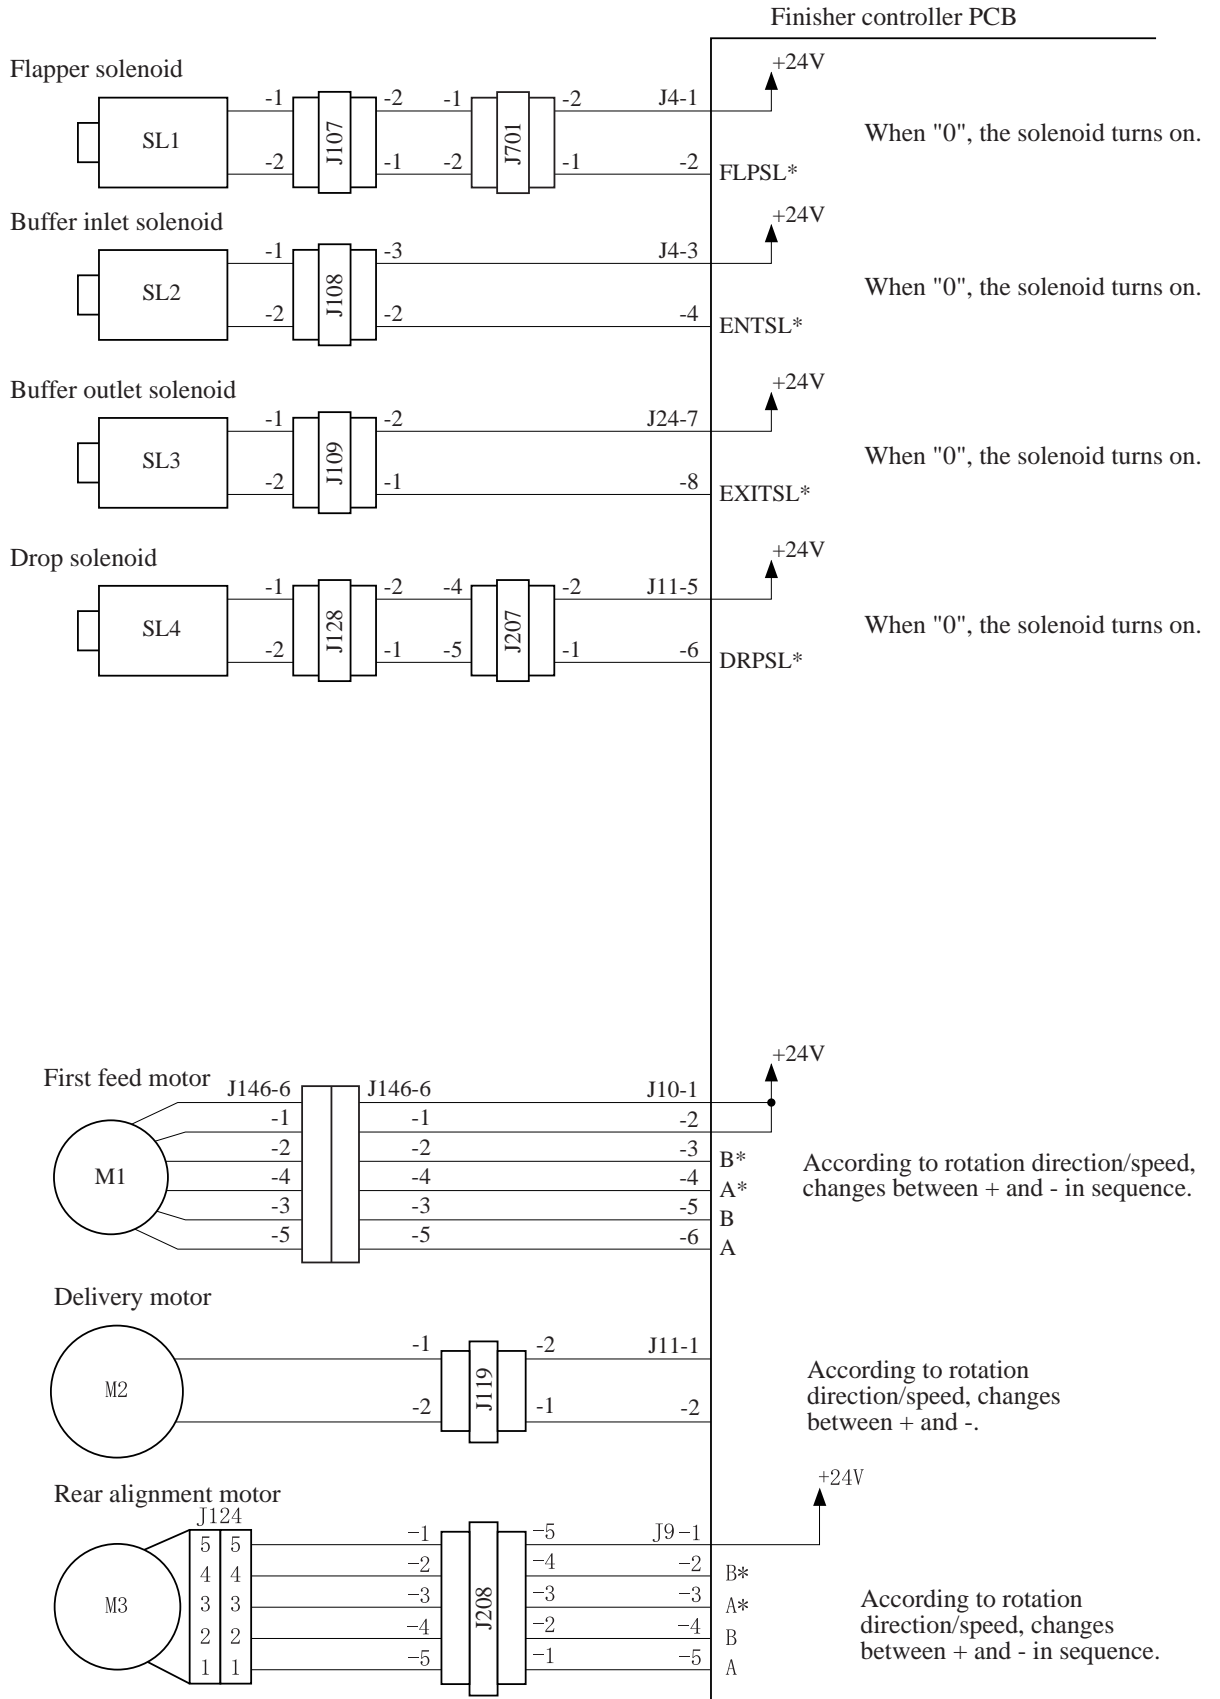 Finisher controller PCB
Flapper solenoid
+24V
-1 -2 -1 -2 J4-1
SL1 J107 J701 When "0", the solenoid turns on.
-2 -1 -2 -1 -2 FLPSL*
Buffer inlet solenoid
+24V
-1 -3 J4-3
SL2 J108 When "0", the solenoid turns on.
-2 -2 -4 ENTSL*
Buffer outlet solenoid
+24V
-1 -2 J24-7
SL3 J109 When "0", the solenoid turns on.
-2 -1 -8 EXITSL*
Drop solenoid
+24V
-1 -2 -4 -2 J11-5
SL4 J128 J207 When "0", the solenoid turns on.
-2 -1 -5 -1 -6 DRPSL*
+24V
First feed motor
J146-6 J146-6 J10-1
-1 -1 -2
-2 -2 -3 B*
M1
-4 -4 -4 A*
-3 -3 -5 B
-5 -5 -6 A
According to rotation direction/speed,
changes between + and - in sequence.
Delivery motor
-1 -2 J11-1
M2 J119
-2 -1 -2
According to rotation
direction/speed, changes
between + and -.
+24V
Rear alignment motor
J124
5 5 -1 -5 J9-1
4 4 -2 -4 -2 B*
M3 3 3 -3 J208 -3 -3 A*
2 2 -4 -2 -4 B
1 1 -5 -1 -5 A
According to rotation
direction/speed, changes
between + and - in sequence.